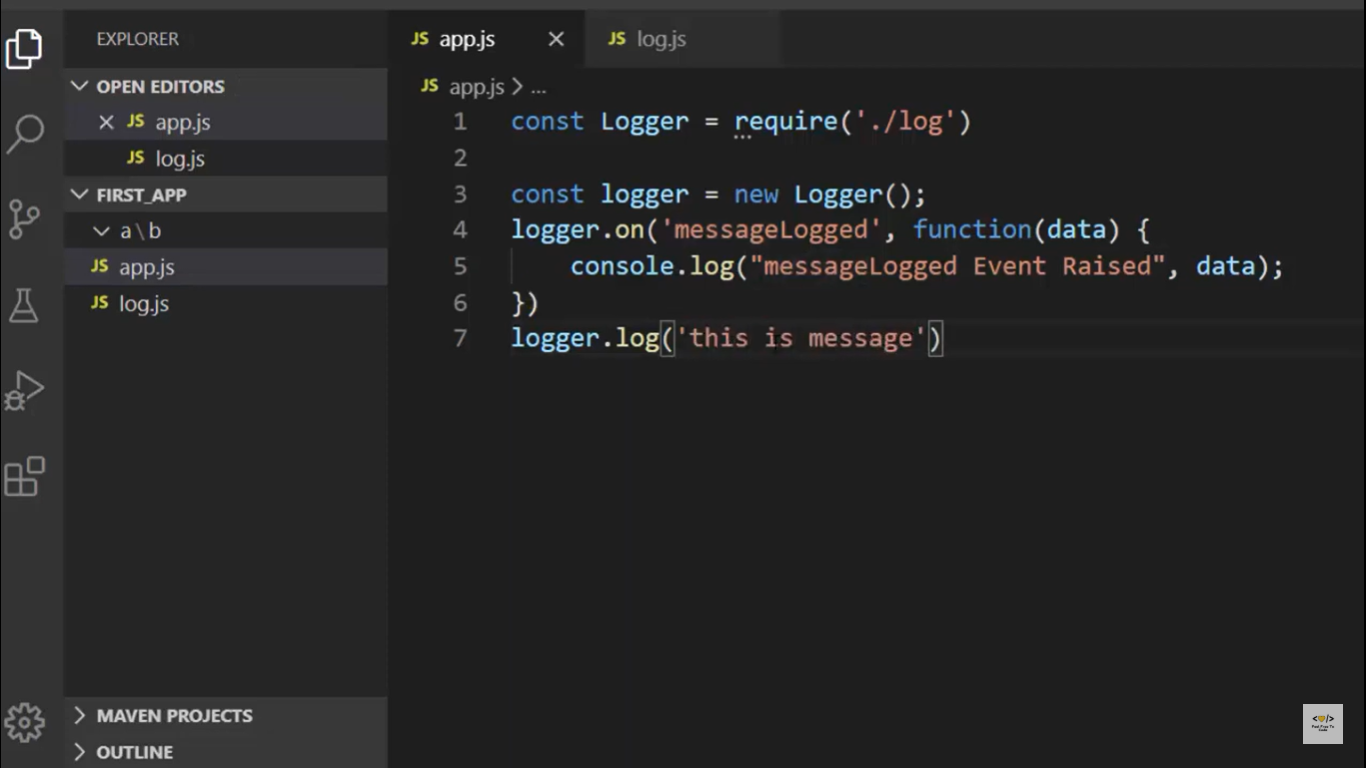 EXPLORER
OPEN EDITORS
JS app.js
JS log.js
FIRST_APP
a\b
JS app.js
JS log.js
MAVEN PROJECTS
OUTLINE
JS app.js
JS log.js
JS app.js > ...
1 const Logger = require('./log')
2
3 const logger = new Logger();
4 logger.on('messageLogged', function(data) {
5 console.log("messageLogged Event Raised", data);
6 })
7 logger.log('this is message')